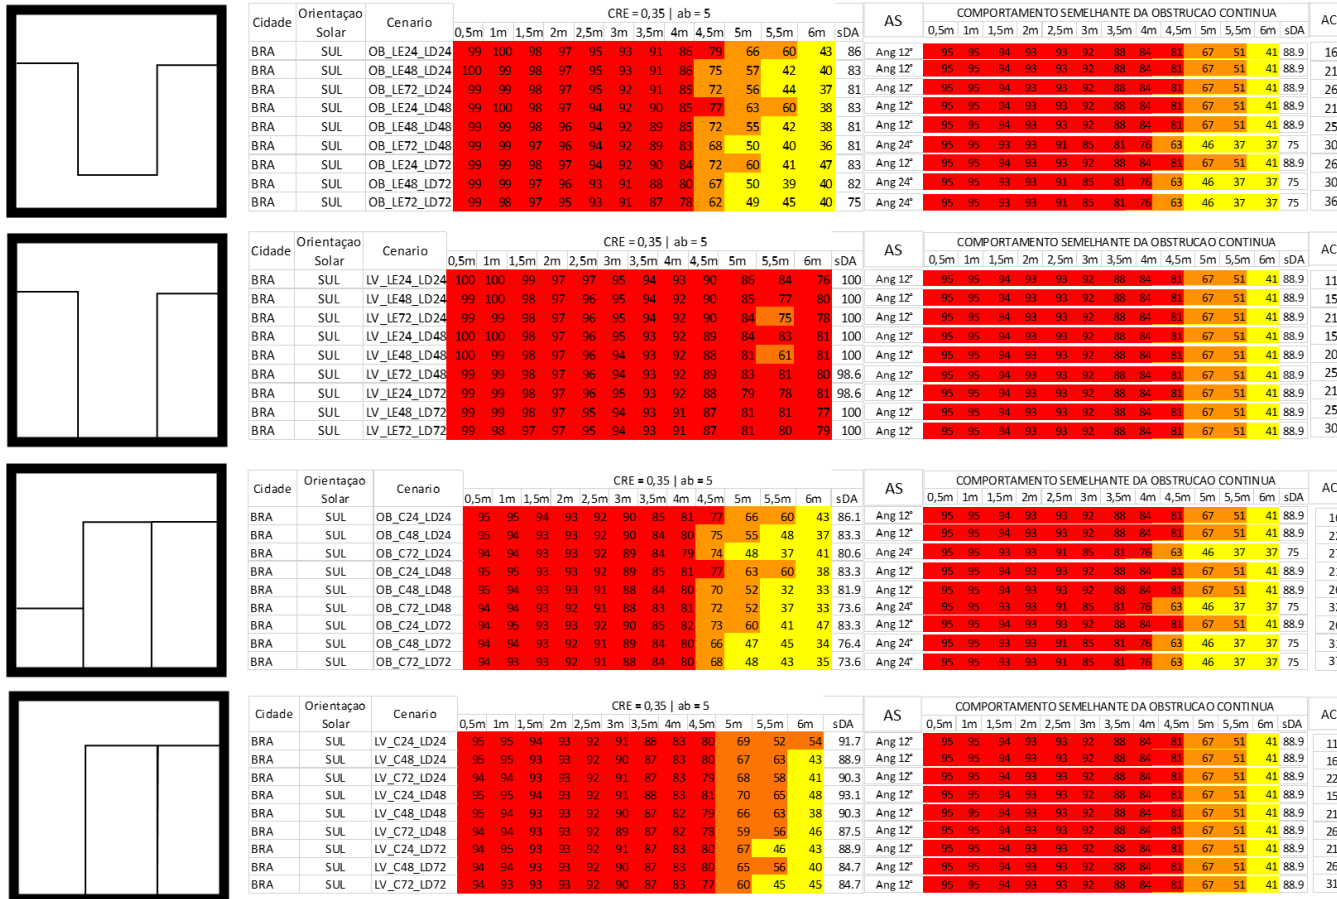 CRE = 0,35 | ab = 5 COMPORTAMENTO SEMELHANTE DA OBSTRUCAO CONTINUA
Cidade Orientaçao Solar Cenario 0,5m 1m 1,5m 2m 2,5m 3m 3,5m 4m 4,5m 5m 5,5m 6m sDA AS 0,5m 1m 1,5m 2m 2,5m 3m 3,5m 4m 4,5m 5m 5,5m 6m sDA AC
BRA SUL OB_LE24_LD24 99 100 98 97 95 93 91 86 79 66 60 43 86 Ang 12° 95 95 94 93 93 92 88 84 81 67 51 41 88.9 16
BRA SUL OB_LE48_LD24 100 99 98 97 95 93 91 86 75 57 42 40 83 Ang 12° 95 95 94 93 93 92 88 84 81 67 51 41 88.9 21
BRA SUL OB_LE72_LD24 99 99 98 97 95 92 91 85 72 56 44 37 81 Ang 12° 95 95 94 93 93 92 88 84 81 67 51 41 88.9 26
BRA SUL OB_LE24_LD48 99 100 98 97 94 92 90 85 77 63 60 38 83 Ang 12° 95 95 94 93 93 92 88 84 81 67 51 41 88.9 21
BRA SUL OB_LE48_LD48 99 99 98 96 94 92 89 85 72 55 42 38 81 Ang 12° 95 95 94 93 93 92 88 84 81 67 51 41 88.9 25
BRA SUL OB_LE72_LD48 99 99 97 96 94 92 89 83 68 50 40 36 81 Ang 24° 95 95 93 93 91 85 81 76 63 46 37 37 75 30
BRA SUL OB_LE24_LD72 99 99 98 97 94 92 90 84 72 60 41 47 83 Ang 12° 95 95 94 93 93 92 88 84 81 67 51 41 88.9 26
BRA SUL OB_LE48_LD72 99 99 97 96 93 91 88 80 67 50 39 40 82 Ang 24° 95 95 93 93 91 85 81 76 63 46 37 37 75 30
BRA SUL OB_LE72_LD72 99 98 97 95 93 91 87 78 62 49 45 40 75 Ang 24° 95 95 93 93 91 85 81 76 63 46 37 37 75 36
CRE = 0,35 | ab = 5 COMPORTAMENTO SEMELHANTE DA OBSTRUCAO CONTINUA
Cidade Orientaçao Solar Cenario 0,5m 1m 1,5m 2m 2,5m 3m 3,5m 4m 4,5m 5m 5,5m 6m sDA AS 0,5m 1m 1,5m 2m 2,5m 3m 3,5m 4m 4,5m 5m 5,5m 6m sDA AC
BRA SUL LV_LE24_LD24 100 100 99 97 97 95 94 93 90 86 84 76 100 Ang 12° 95 95 94 93 93 92 88 84 81 67 51 41 88.9 11
BRA SUL LV_LE48_LD24 99 100 98 97 96 95 94 92 90 85 77 80 100 Ang 12° 95 95 94 93 93 92 88 84 81 67 51 41 88.9 15
BRA SUL LV_LE72_LD24 99 99 98 97 96 95 94 92 90 84 75 78 100 Ang 12° 95 95 94 93 93 92 88 84 81 67 51 41 88.9 21
BRA SUL LV_LE24_LD48 100 100 98 97 96 95 93 92 89 84 83 81 100 Ang 12° 95 95 94 93 93 92 88 84 81 67 51 41 88.9 15
BRA SUL LV_LE48_LD48 100 99 98 97 96 94 93 92 88 81 61 81 100 Ang 12° 95 95 94 93 93 92 88 84 81 67 51 41 88.9 20
BRA SUL LV_LE72_LD48 99 99 98 97 96 94 93 92 89 83 81 80 98.6 Ang 12° 95 95 94 93 93 92 88 84 81 67 51 41 88.9 25
BRA SUL LV_LE24_LD72 99 99 98 97 96 95 93 92 88 79 78 81 98.6 Ang 12° 95 95 94 93 93 92 88 84 81 67 51 41 88.9 21
BRA SUL LV_LE48_LD72 99 99 98 97 95 94 93 91 87 81 81 77 100 Ang 12° 95 95 94 93 93 92 88 84 81 67 51 41 88.9 25
BRA SUL LV_LE72_LD72 99 98 97 97 95 94 93 91 87 81 80 79 100 Ang 12° 95 95 94 93 93 92 88 84 81 67 51 41 88.9 30
CRE = 0,35 | ab = 5 COMPORTAMENTO SEMELHANTE DA OBSTRUCAO CONTINUA
Cidade Orientaçao Solar Cenario 0,5m 1m 1,5m 2m 2,5m 3m 3,5m 4m 4,5m 5m 5,5m 6m sDA AS 0,5m 1m 1,5m 2m 2,5m 3m 3,5m 4m 4,5m 5m 5,5m 6m sDA AC
BRA SUL OB_C24_LD24 95 95 94 93 92 90 85 81 77 66 60 43 86.1 Ang 12° 95 95 94 93 93 92 88 84 81 67 51 41 88.9
BRA SUL OB_C48_LD24 95 94 93 93 92 90 84 80 75 55 48 37 83.3 Ang 12° 95 95 94 93 93 92 88 84 81 67 51 41 88.9
BRA SUL OB_C72_LD24 94 94 93 93 92 89 84 79 74 48 37 41 80.6 Ang 24° 95 95 93 93 91 85 81 76 63 46 37 37 75
BRA SUL OB_C24_LD48 95 95 93 93 92 89 85 81 77 63 60 38 83.3 Ang 12° 95 95 94 93 93 92 88 84 81 67 51 41 88.9
BRA SUL OB_C48_LD48 95 94 93 93 91 88 84 80 70 52 32 33 81.9 Ang 12° 95 95 94 93 93 92 88 84 81 67 51 41 88.9
BRA SUL OB_C72_LD48 94 94 93 92 91 88 83 81 72 52 37 33 73.6 Ang 24° 95 95 93 93 91 85 81 76 63 46 37 37 75
BRA SUL OB_C24_LD72 94 95 93 93 92 90 85 82 73 60 41 47 83.3 Ang 12° 95 95 94 93 93 92 88 84 81 67 51 41 88.9
BRA SUL OB_C48_LD72 94 94 93 92 91 89 84 80 66 47 45 34 76.4 Ang 24° 95 95 93 93 91 85 81 76 63 46 37 37 75
BRA SUL OB_C72_LD72 94 93 93 92 91 88 84 80 68 48 43 35 73.6 Ang 24° 95 95 93 93 91 85 81 76 63 46 37 37 75
CRE = 0,35 | ab = 5 COMPORTAMENTO SEMELHANTE DA OBSTRUCAO CONTINUA
Cidade Orientaçao Solar Cenario 0,5m 1m 1,5m 2m 2,5m 3m 3,5m 4m 4,5m 5m 5,5m 6m sDA AS 0,5m 1m 1,5m 2m 2,5m 3m 3,5m 4m 4,5m 5m 5,5m 6m sDA AC
BRA SUL LV_C24_LD24 95 95 94 93 92 91 88 83 80 69 52 54 91.7 Ang 12° 95 95 94 93 93 92 88 84 81 67 51 41 88.9 11
BRA SUL LV_C48_LD24 95 95 93 93 92 90 87 83 80 67 63 43 88.9 Ang 12° 95 95 94 93 93 92 88 84 81 67 51 41 88.9 16
BRA SUL LV_C72_LD24 94 94 93 93 92 91 87 83 79 68 58 41 90.3 Ang 12° 95 95 94 93 93 92 88 84 81 67 51 41 88.9 22
BRA SUL LV_C24_LD48 95 95 94 93 92 91 88 83 81 70 65 48 93.1 Ang 12° 95 95 94 93 93 92 88 84 81 67 51 41 88.9 15
BRA SUL LV_C48_LD48 95 94 93 93 92 90 87 82 79 66 63 38 90.3 Ang 12° 95 95 94 93 93 92 88 84 81 67 51 41 88.9 21
BRA SUL LV_C72_LD48 94 94 93 93 92 89 87 82 78 59 56 46 87.5 Ang 12° 95 95 94 93 93 92 88 84 81 67 51 41 88.9 26
BRA SUL LV_C24_LD72 94 94 93 93 92 91 87 83 80 67 46 43 88.9 Ang 12° 95 95 94 93 93 92 88 84 81 67 51 41 88.9 21
BRA SUL LV_C48_LD72 94 94 93 93 92 90 87 83 80 65 56 40 84.7 Ang 12° 95 95 94 93 93 92 88 84 81 67 51 41 88.9 26
BRA SUL LV_C72_LD72 94 93 93 93 92 90 87 83 77 60 45 45 84.7 Ang 12° 95 95 94 93 93 92 88 84 81 67 51 41 88.9 31